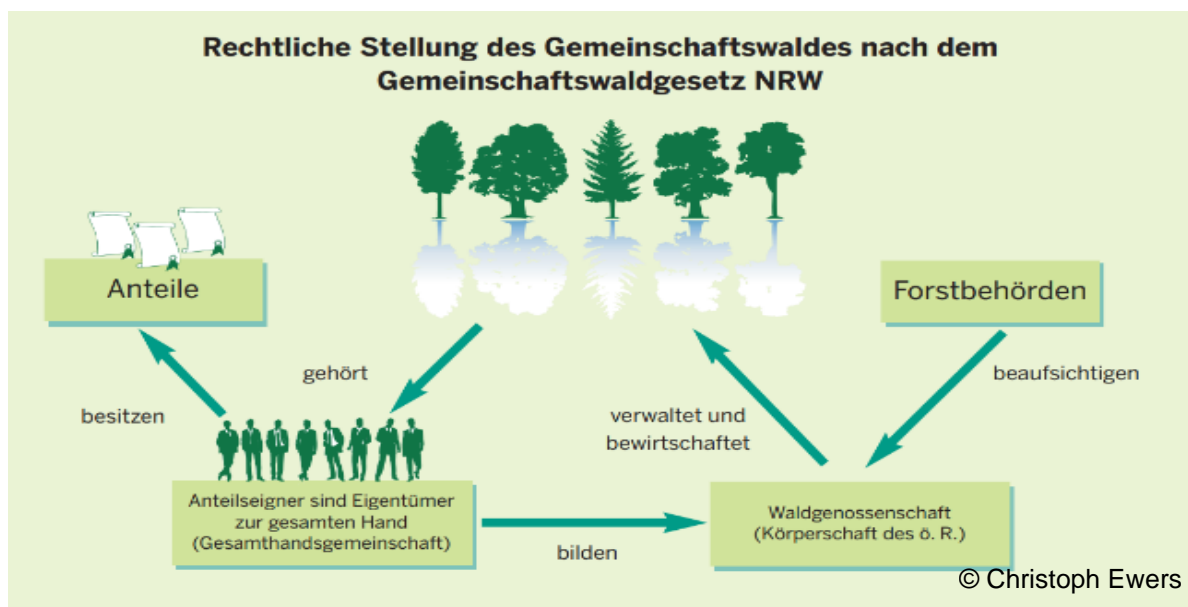 Rechtliche Stellung des Gemeinschaftswaldes nach dem
Gemeinschaftswaldgesetz NRW
Anteile
Forstbehörden
gehört
beaufsichtigen
besitzen
verwaltet und
bewirtschaftet
Anteilseigner sind Eigentümer
zur gesamten Hand
(Gesamthandsgemeinschaft)
bilden
Waldgenossenschaft
(Körperschaft des ö. R.)
© Christoph Ewers